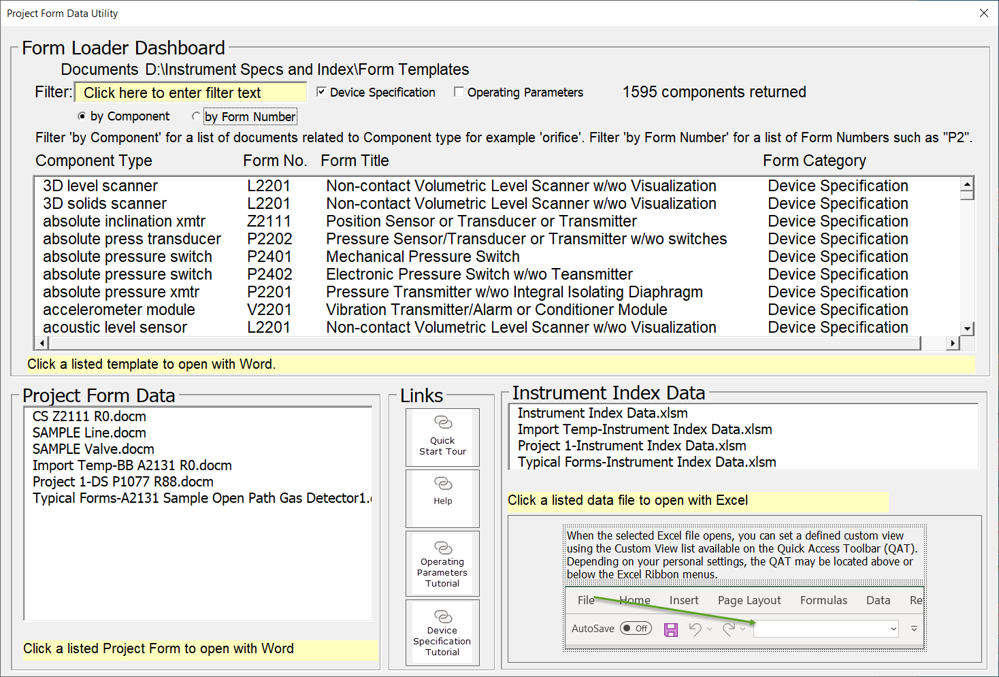 Project Form Data Utility
Form Loader Dashboard
Documents D:\Instrument Specs and Index\Form Templates
Filter: Click here to enter filter text Device Specification Operating Parameters 1595 components returned
by Component by Form Number
Filter 'by Component' for a list of documents related to Component type for example 'orifice'. Filter 'by Form Number' for a list of Form Numbers such as "P2".
Component Type Form No. Form Title Form Category
3D level scanner L2201 Non-contact Volumetric Level Scanner w/wo Visualization Device Specification
3D solids scanner L2201 Non-contact Volumetric Level Scanner w/wo Visualization Device Specification
absolute inclination xmtr Z2111 Position Sensor or Transducer or Transmitter Device Specification
absolute press transducer P2202 Pressure Sensor/Transducer or Transmitter w/wo switches Device Specification
absolute pressure switch P2401 Mechanical Pressure Switch Device Specification
absolute pressure switch P2402 Electronic Pressure Switch w/wo Teansmitter Device Specification
absolute pressure xmtr P2201 Pressure Transmitter w/wo Integral Isolating Diaphragm Device Specification
accelerometer module V2201 Vibration Transmitter/Alarm or Conditioner Module Device Specification
acoustic level sensor L2201 Non-contact Volumetric Level Scanner w/wo Visualization Device Specification
Click a listed template to open with Word.
Project Form Data
CS Z2111 R0.docm
SAMPLE Line.docm
SAMPLE Valve.docm
Import Temp-BB A2131 R0.docm
Project 1-DS P1077 R88.docm
Typical Forms-A2131 Sample Open Path Gas Detector1.
Click a listed Project Form to open with Word
Links
Quick
Start Tour
Help
Operating
Parameters
Tutorial
Device
Specification
Tutorial
Instrument Index Data
Instrument Index Data.xlsm
Import Temp-Instrument Index Data.xlsm
Project 1-Instrument Index Data.xlsm
Typical Forms-Instrument Index Data.xlsm
Click a listed data file to open with Excel
When the selected Excel file opens, you can set a defined custom view
using the Custom View list available on the Quick Access Toolbar (QAT).
Depending on your personal settings, the QAT may be located above or
below the Excel Ribbon menus.
File Home Insert Page Layout Formulas Data Re
AutoSave Off